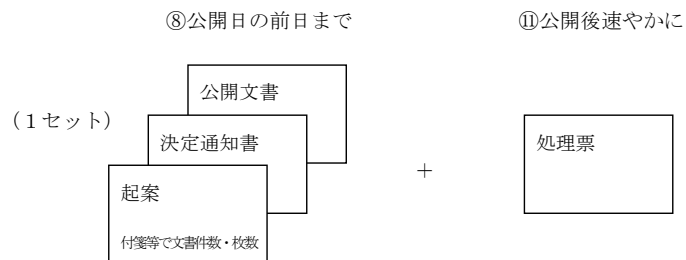 ⑧公開日の前日まで
⑪公開後速やかに
（１セット）
公開文書
決定通知書
起案
付箋等で文書件数・枚数
＋
処理票